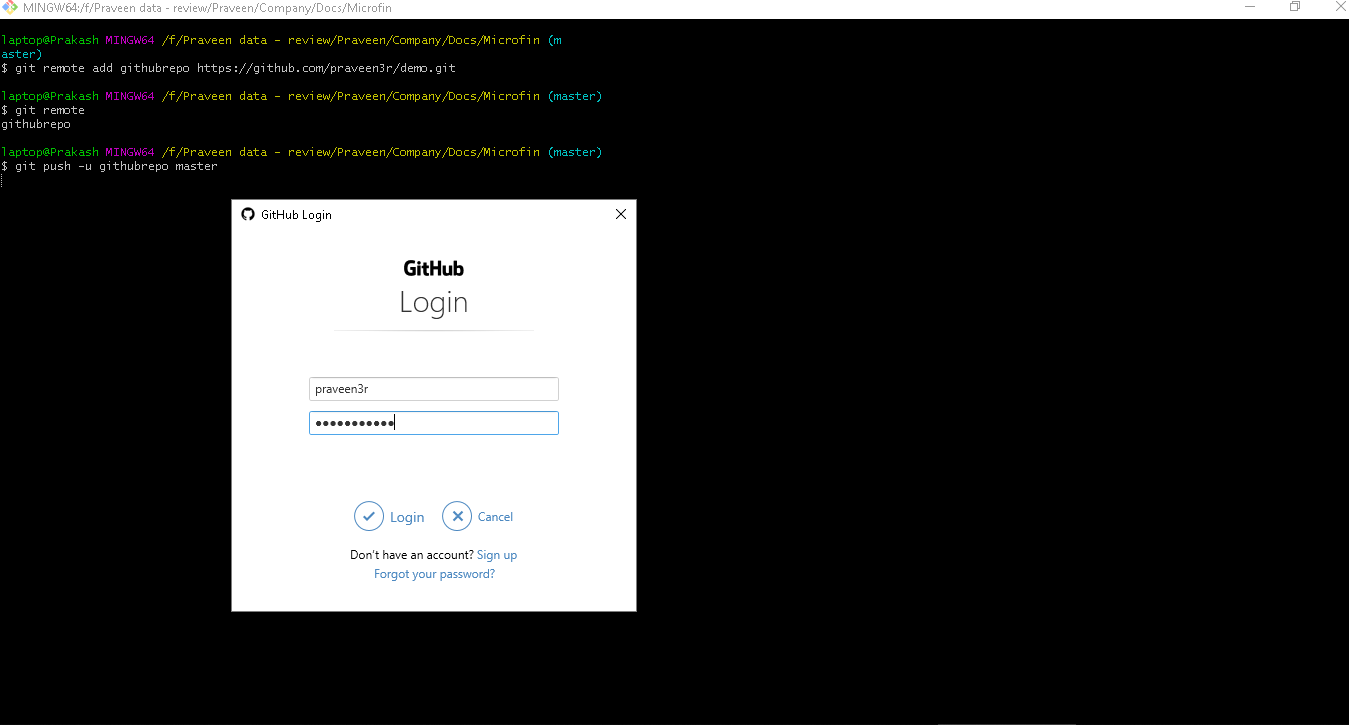 MINGW64:/f/Praveen data - review/Praveen/Company/Docs/Microfin
laptop@Prakash MINGW64 /f/Praveen data - review/Praveen/Company/Docs/Microfin (m
aster)
$ git remote add githubrepo https://github.com/praveen3r/demo.git
laptop@Prakash MINGW64 /f/Praveen data - review/Praveen/Company/Docs/Microfin (master)
$ git remote
githubrepo
laptop@Prakash MINGW64 /f/Praveen data - review/Praveen/Company/Docs/Microfin (master)
$ git push -u githubrepo master
GitHub Login
GitHub
Login
praveen3r
●●●●●●●●●●●
Login Cancel
Don't have an account? Sign up
Forgot your password?